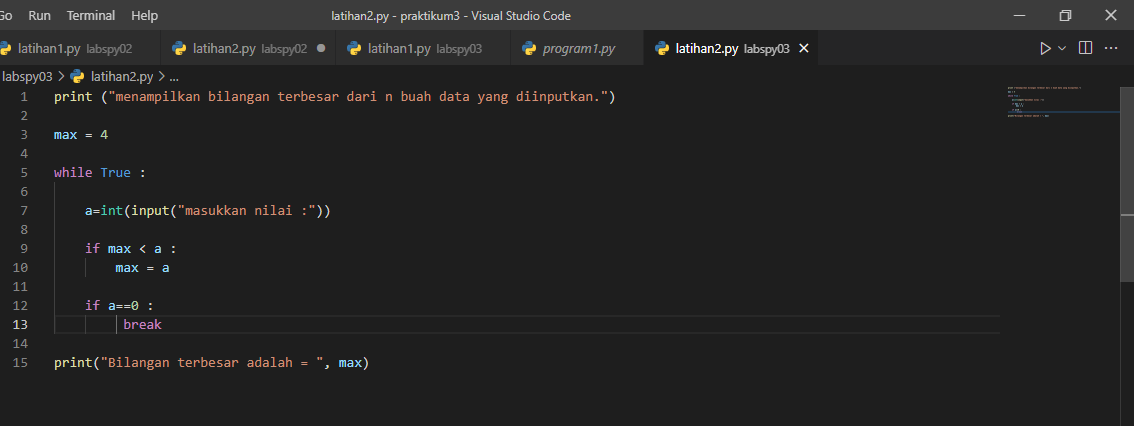 Go Run Terminal Help latihan2.py - praktikum3 - Visual Studio Code
latihan1.py labspy02 latihan2.py labspy02 latihan1.py labspy03 program1.py latihan2.py labspy03
labspy03 > latihan2.py > ...
1 print ("menampilkan bilangan terbesar dari n buah data yang diinputkan.")
2
3 max = 4
4
5 while True :
6
7 a=int(input("masukkan nilai :"))
8
9 if max < a :
10 max = a
11
12 if a==0 :
13 break
14
15 print("Bilangan terbesar adalah = ", max)